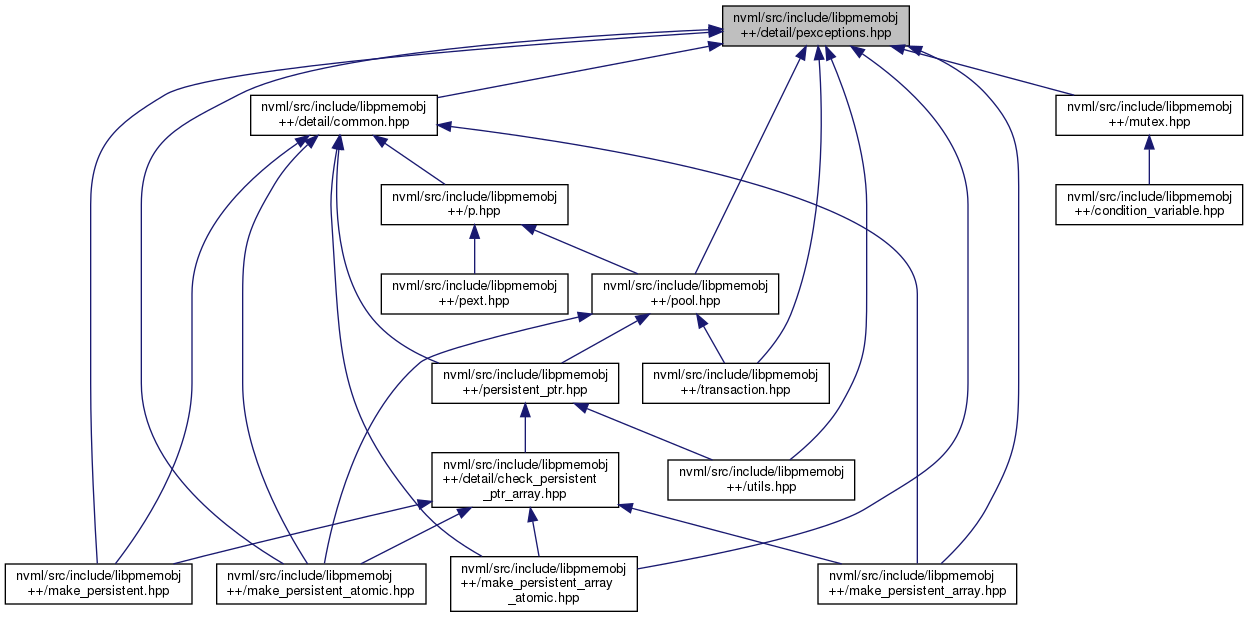 nvml/src/include/libpmemobj
++/detail/pexceptions.hpp
nvml/src/include/libpmemobj
++/detail/common.hpp
nvml/src/include/libpmemobj
++/mutex.hpp
nvml/src/include/libpmemobj
++/p.hpp
nvml/src/include/libpmemobj
++/condition_variable.hpp
nvml/src/include/libpmemobj
++/pext.hpp
nvml/src/include/libpmemobj
++/pool.hpp
nvml/src/include/libpmemobj
++/persistent_ptr.hpp
nvml/src/include/libpmemobj
++/transaction.hpp
nvml/src/include/libpmemobj
++/detail/check_persistent
_ptr_array.hpp
nvml/src/include/libpmemobj
++/utils.hpp
nvml/src/include/libpmemobj
++/make_persistent.hpp
nvml/src/include/libpmemobj
++/make_persistent_atomic.hpp
nvml/src/include/libpmemobj
++/make_persistent_array
_atomic.hpp
nvml/src/include/libpmemobj
++/make_persistent_array.hpp